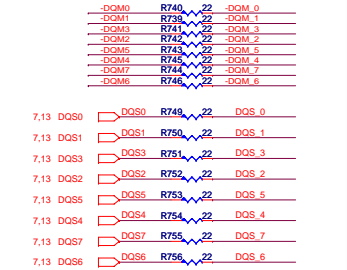 -DQM0 R740 22 -DQM_0
-DQM1 R739 22 -DQM_1
-DQM3 R741 22 -DQM_3
-DQM2 R742 22 -DQM_2
-DQM5 R743 22 -DQM_5
-DQM4 R745 22 -DQM_4
-DQM7 R744 22 -DQM_7
-DQM6 R746 22 -DQM_6
7,13 DQS0 DQS0 R749 22 DQS_0
7,13 DQS1 DQS1 R750 22 DQS_1
7,13 DQS3 DQS3 R751 22 DQS_3
7,13 DQS2 DQS2 R752 22 DQS_2
7,13 DQS5 DQS5 R753 22 DQS_5
7,13 DQS4 DQS4 R754 22 DQS_4
7,13 DQS7 DQS7 R755 22 DQS_7
7,13 DQS6 DQS6 R756 22 DQS_6